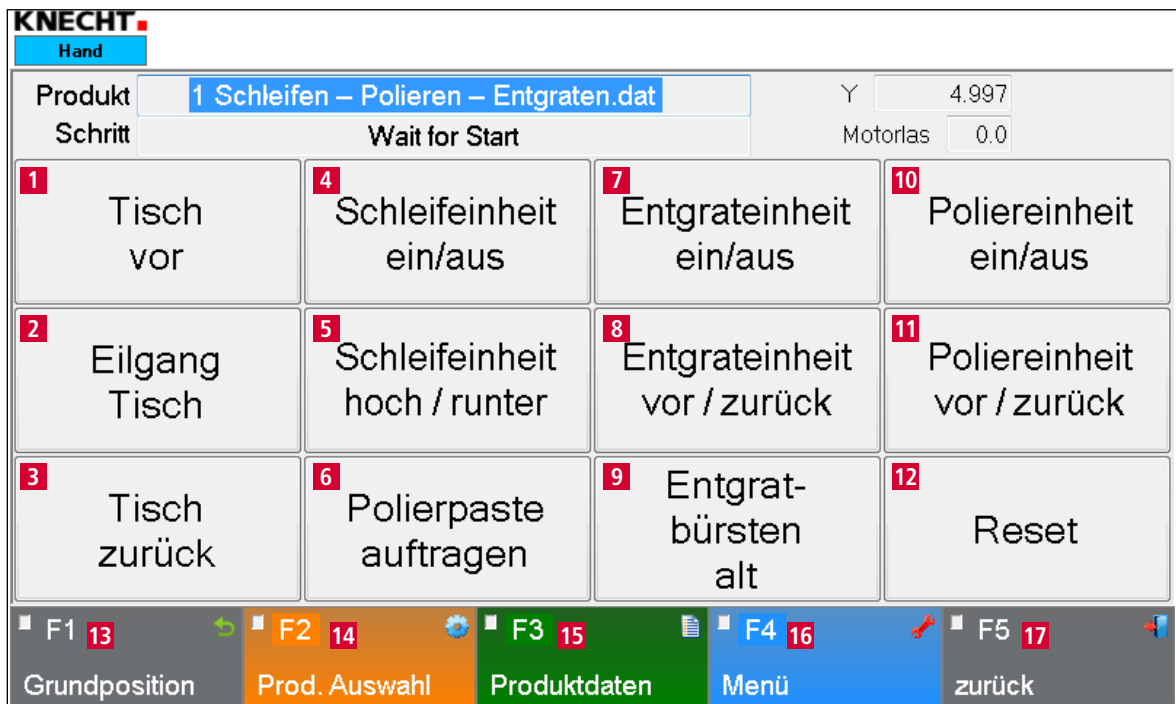 KNECHT
Hand
Produkt 1 Schleifen – Polieren – Entgraten.dat Y 4.997
Schritt Wait for Start Motorlas 0.0
1 Tisch
vor
4 Schleifeinheit
ein/aus
7 Entgrateinheit
ein/aus
10 Poliereinheit
ein/aus
2 Eilgang
Tisch
5 Schleifeinheit
hoch / runter
8 Entgrateinheit
vor / zurück
11 Poliereinheit
vor / zurück
3 Tisch
zurück
6 Polierpaste
auftragen
9 Entgrat-
bürsten
alt
12 Reset
F1 13
Grundposition
F2 14
Prod. Auswahl
F3 15
Produktdaten
F4 16
Menü
F5 17
zurück